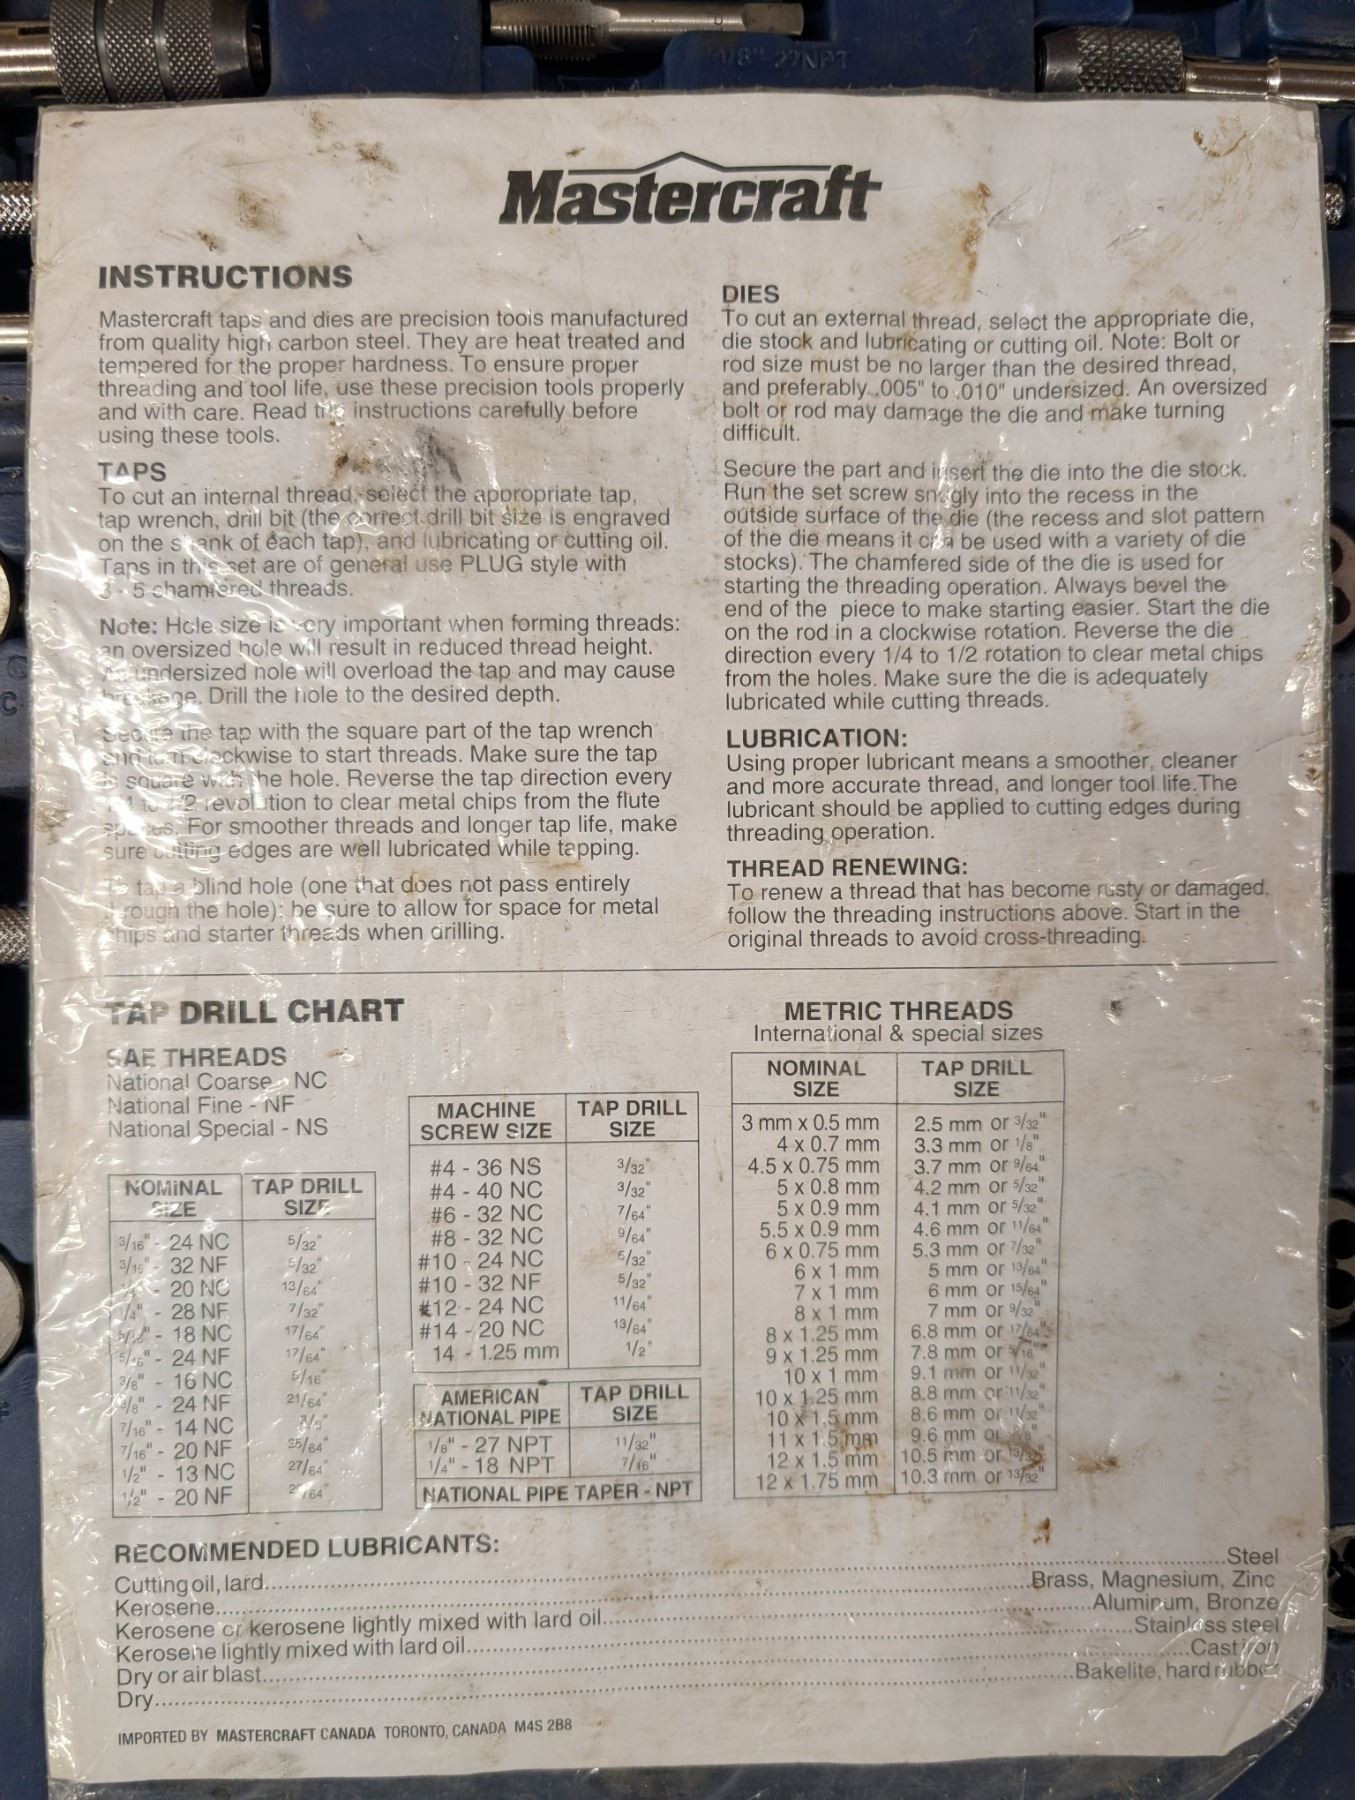 1/8"-27NPT
Mastercraft
INSTRUCTIONS
Mastercraft taps and dies are precision tools manufactured
from quality high carbon steel. They are heat treated and
tempered for the proper hardness. To ensure proper
threading and tool life, use these precision tools properly
and with care. Read instructions carefully before
using these tools.
TAPS
To cut an internal thread, select the appropriate tap,
tap wrench, drill bit (the correct drill bit size is engraved
on the shank of each tap), and lubricating or cutting oil.
Taps in this set are of general use PLUG style with
3 - 5 chamfered threads.
Note: Hole size is very important when forming threads:
an oversized hole will result in reduced thread height.
undersized hole will overload the tap and may cause
breakage. Drill the hole to the desired depth.
Secure the tap with the square part of the tap wrench
and turn clockwise to start threads. Make sure the tap
is square with the hole. Reverse the tap direction every
1/4 to 1/2 revolution to clear metal chips from the flute
spaces. For smoother threads and longer tap life, make
sure cutting edges are well lubricated while tapping.
To tap a blind hole (one that does not pass entirely
through the hole): be sure to allow for space for metal
chips and starter threads when drilling.
DIES
To cut an external thread, select the appropriate die,
die stock and lubricating or cutting oil. Note: Bolt or
rod size must be no larger than the desired thread,
and preferably .005" to .010" undersized. An oversized
bolt or rod may damage the die and make turning
difficult.
Secure the part and insert the die into the die stock.
Run the set screw snugly into the recess in the
outside surface of the die (the recess and slot pattern
of the die means it can be used with a variety of die
stocks). The chamfered side of the die is used for
starting the threading operation. Always bevel the
end of the piece to make starting easier. Start the die
on the rod in a clockwise rotation. Reverse the die
direction every 1/4 to 1/2 rotation to clear metal chips
from the holes. Make sure the die is adequately
lubricated while cutting threads.
LUBRICATION:
Using proper lubricant means a smoother, cleaner
and more accurate thread, and longer tool life. The
lubricant should be applied to cutting edges during
threading operation.
THREAD RENEWING:
To renew a thread that has become rusty or damaged,
follow the threading instructions above. Start in the
original threads to avoid cross-threading.
TAP DRILL CHART
SAE THREADS
National Coarse - NC
National Fine - NF
National Special - NS
NOMINAL SIZE TAP DRILL SIZE
3/16" - 24 NC 5/32"
3/16" - 32 NF 5/32"
1/4" - 20 NC 13/64"
1/4" - 28 NF 7/32"
5/16" - 18 NC 17/64"
5/16" - 24 NF 17/64"
3/8" - 16 NC 5/16"
3/8" - 24 NF 21/64"
7/16" - 14 NC 3/8"
7/16" - 20 NF 25/64"
1/2" - 13 NC 27/64"
1/2" - 20 NF
MACHINE SCREW SIZE TAP DRILL SIZE
#4 - 36 NS 3/32"
#4 - 40 NC 3/32"
#6 - 32 NC 7/64"
#8 - 32 NC 9/64"
#10 - 24 NC 5/32"
#10 - 32 NF 5/32"
#12 - 24 NC 11/64"
#14 - 20 NC 13/64"
14 - 1.25 mm 1/2"
AMERICAN NATIONAL PIPE TAP DRILL SIZE
1/8" - 27 NPT 11/32"
1/4" - 18 NPT 7/16"
NATIONAL PIPE TAPER - NPT
METRIC THREADS
International & special sizes
NOMINAL SIZE TAP DRILL SIZE
3 mm x 0.5 mm 2.5 mm or 3/32"
4 x 0.7 mm 3.3 mm or 1/8"
4.5 x 0.75 mm 3.7 mm or 9/64"
5 x 0.8 mm 4.2 mm or 5/32"
5 x 0.9 mm 4.1 mm or 5/32"
5.5 x 0.9 mm 4.6 mm or 11/64"
6 x 0.75 mm 5.3 mm or 7/32"
6 x 1 mm 5 mm or 13/64"
7 x 1 mm 6 mm or 15/64"
8 x 1 mm 7 mm or 9/32"
8 x 1.25 mm 6.8 mm or 17/64"
9 x 1.25 mm 7.8 mm or 5/16"
10 x 1 mm 9.1 mm or 11/32"
10 x 1.25 mm 8.8 mm or 11/32"
10 x 1.5 mm 8.6 mm or 11/32"
11 x 1.5 mm 9.6 mm or
12 x 1.5 mm 10.5 mm or 13/32"
12 x 1.75 mm 10.3 mm or 13/32"
RECOMMENDED LUBRICANTS:
Cutting oil, lard..........Steel
Kerosene..........Brass, Magnesium, Zinc
Kerosene or kerosene lightly mixed with lard oil..........Aluminum, Bronze
Kerosene lightly mixed with lard oil..........Stainless steel
Dry or air blast..........Cast iron
Dry..........Bakelite, hard rubber
IMPORTED BY MASTERCRAFT CANADA TORONTO, CANADA M4S 2B8